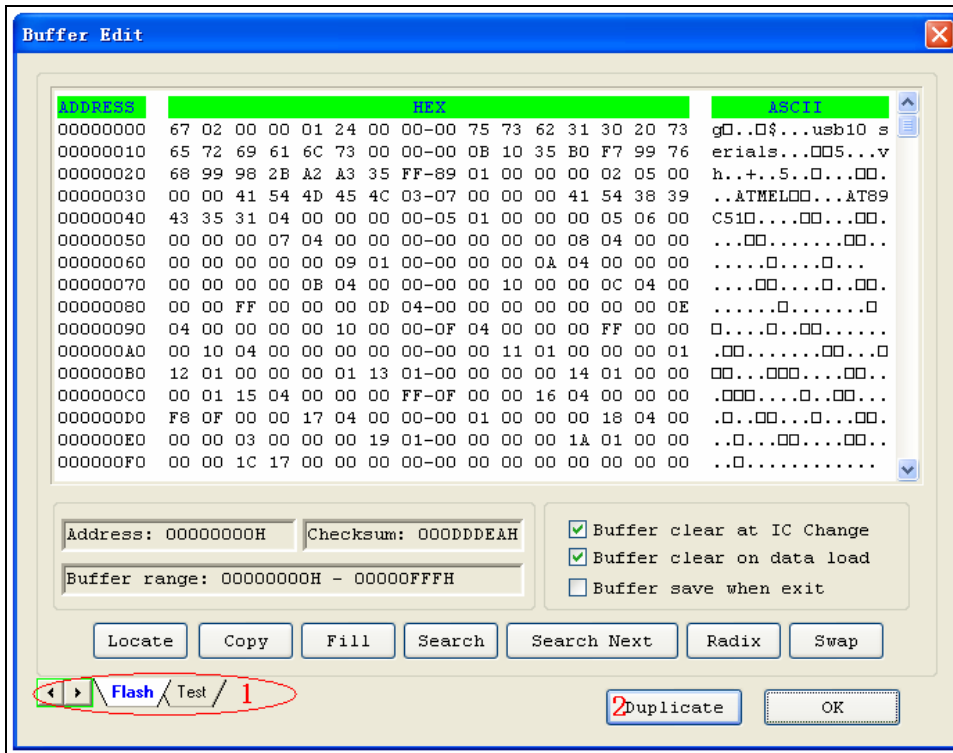 Buffer Edit
ADDRESS HEX ASCII
00000000 67 02 00 00 01 24 00 00-00 75 73 62 31 30 20 73 g□..□$...usb10 s
00000010 65 72 69 61 6C 73 00 00-00 0B 10 35 B0 F7 99 76 erials...□□5...v
00000020 68 99 98 2B A2 A3 35 FF-89 01 00 00 00 02 05 00 h..+..5..□...□□.
00000030 00 00 41 54 4D 45 4C 03-07 00 00 00 41 54 38 39 ..ATMEL□□...AT89
00000040 43 35 31 04 00 00 00 00-05 01 00 00 00 05 06 00 C51□....□□...□□.
00000050 00 00 00 07 04 00 00 00-00 00 00 00 08 04 00 00 ...□□.......□□..
00000060 00 00 00 00 00 09 01 00-00 00 00 0A 04 00 00 00 .....□....□...
00000070 00 00 00 00 0B 04 00 00-00 00 10 00 00 0C 04 00 ....□□....□..□□.
00000080 00 00 FF 00 00 00 0D 04-00 00 00 00 00 00 00 0E ......□........□
00000090 04 00 00 00 00 10 00 00-0F 04 00 00 00 FF 00 00 □....□..□□......
000000A0 00 10 04 00 00 00 00 00-00 00 11 01 00 00 00 01 .□□.......□□...□
000000B0 12 01 00 00 00 01 13 01-00 00 00 00 14 01 00 00 □□...□□□....□□..
000000C0 00 01 15 04 00 00 00 FF-0F 00 00 16 04 00 00 00 .□□□....□..□□...
000000D0 F8 0F 00 00 17 04 00 00-00 01 00 00 00 18 04 00 .□..□□...□...□□.
000000E0 00 00 03 00 00 00 19 01-00 00 00 00 1A 01 00 00 ..□...□□....□□..
000000F0 00 00 1C 17 00 00 00 00-00 00 00 00 00 00 00 00 ..□............
Address: 00000000H Checksum: 000DDDEAH
Buffer range: 00000000H - 00000FFFH
Buffer clear at IC Change
Buffer clear on data load
Buffer save when exit
Locate Copy Fill Search Search Next Radix Swap
Flash Test 1
2 Duplicate OK